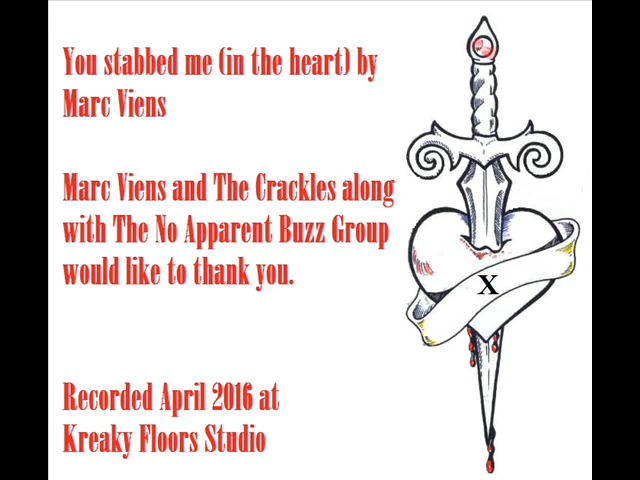 You stabbed me (in the heart) by
Marc Viens
Marc Viens and The Crackles along
with The No Apparent Buzz Group
would like to thank you.
X
Recorded April 2016 at
Kreaky Floors Studio